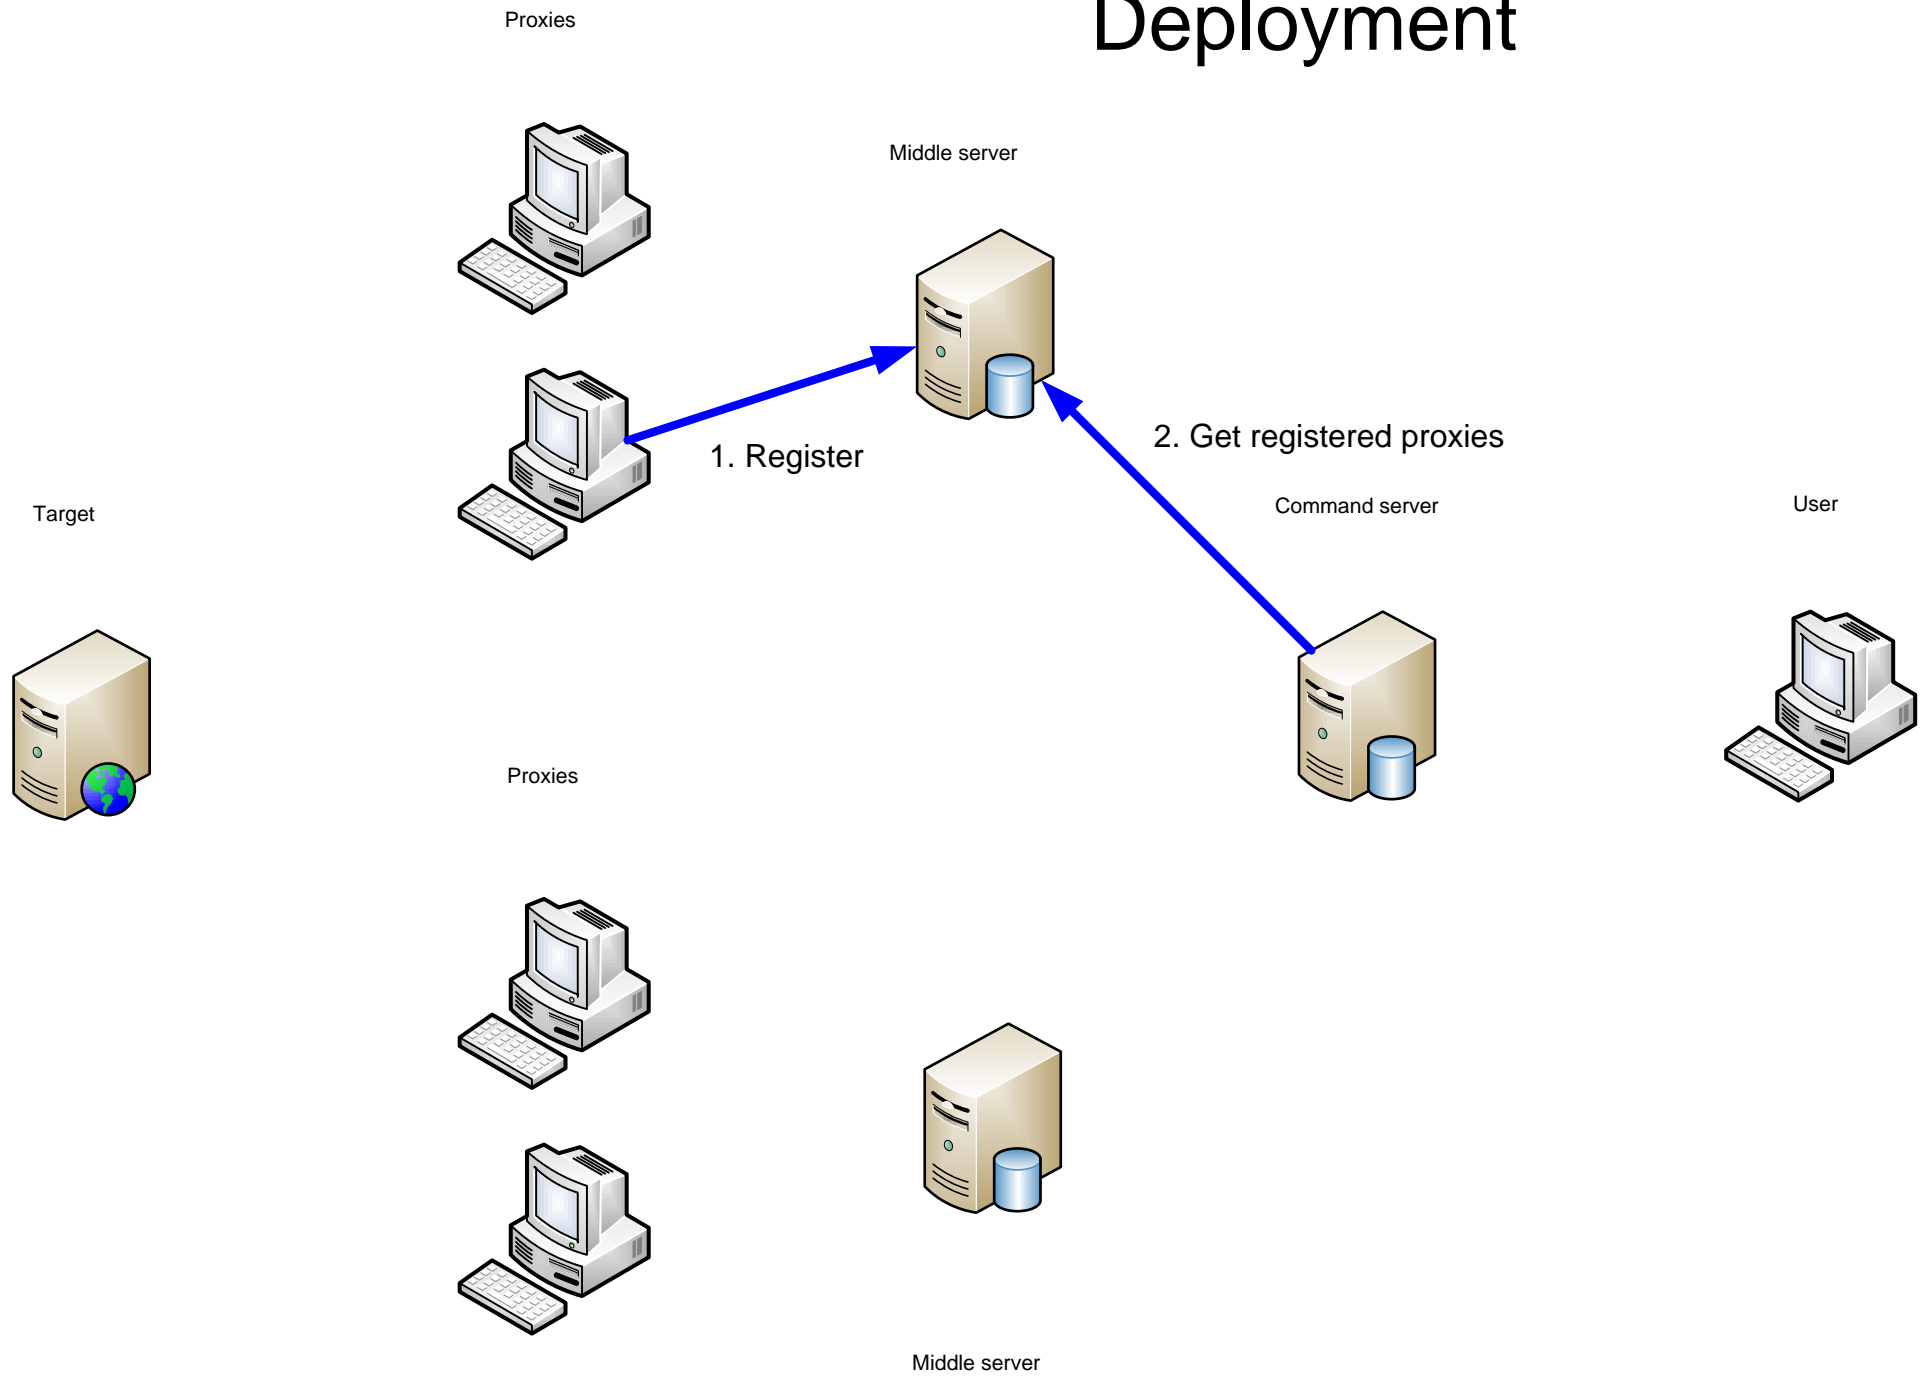 Deployment
Proxies
Middle server
1. Register
2. Get registered proxies
Target
Command server
User
Proxies
Middle server